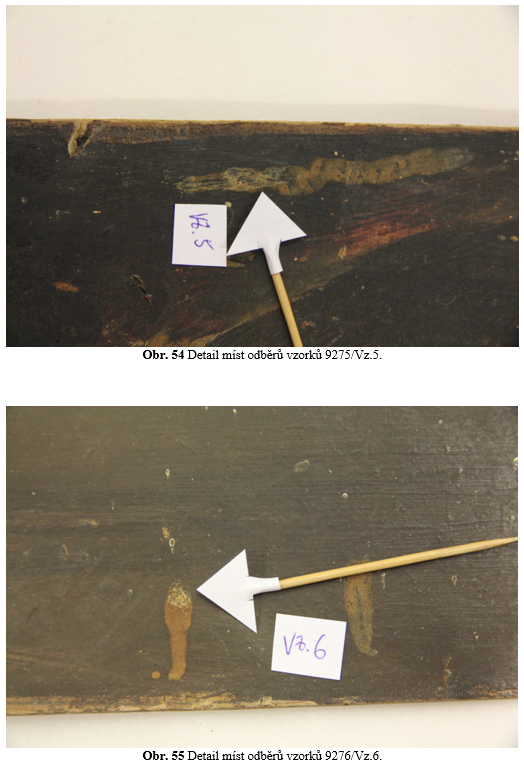 Vz.5
Obr. 54 Detail míst odběrů vzorků 9275/Vz.5.
Vz.6
Obr. 55 Detail míst odběrů vzorků 9276/Vz.6.